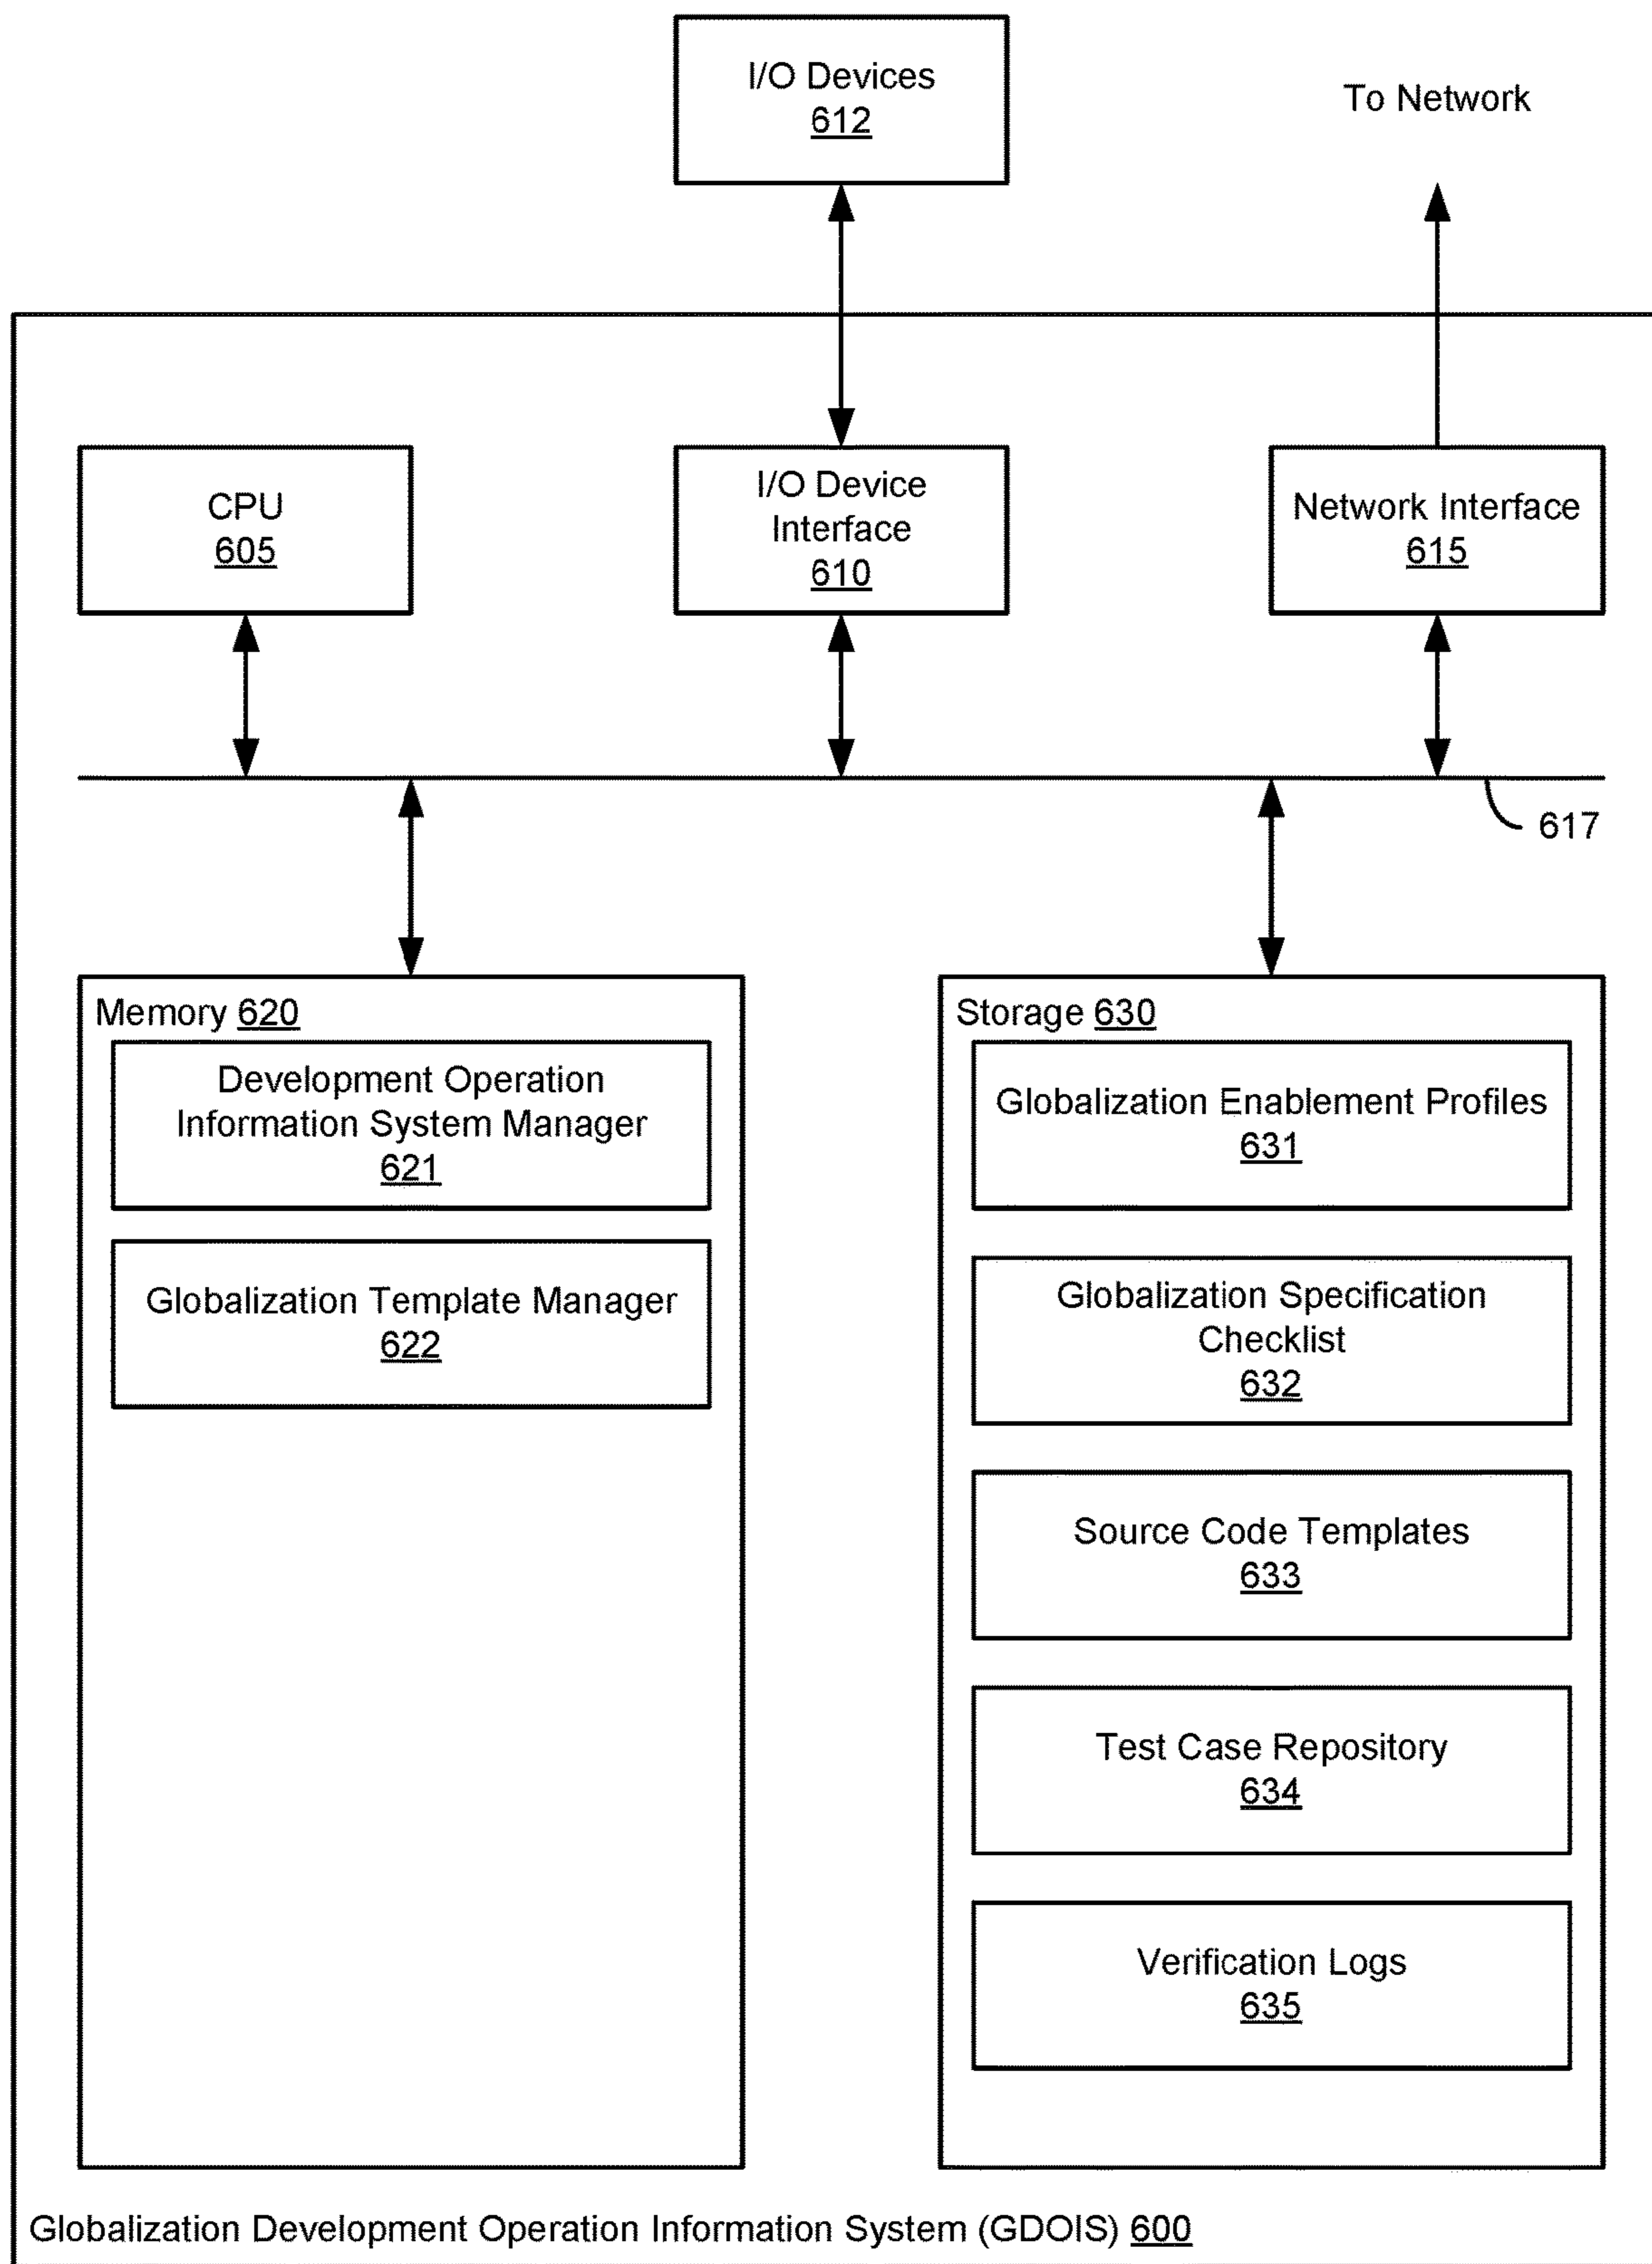 I/O Devices
612
To Network
CPU
605
I/O Device
Interface
610
Network Interface
615
617
Memory 620
Development Operation
Information System Manager
621
Globalization Template Manager
622
Storage 630
Globalization Enablement Profiles
631
Globalization Specification
Checklist
632
Source Code Templates
633
Test Case Repository
634
Verification Logs
635
Globalization Development Operation Information System (GDOIS) 600